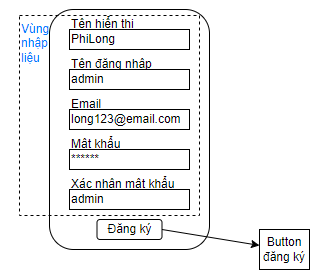 Tên hiển thi
Vùng nhập liệu
PhiLong
Tên đăng nhập
admin
Email
long123@email.com
Mật khẩu
******
Xác nhận mật khẩu
admin
Đăng ký
Button
đăng ký